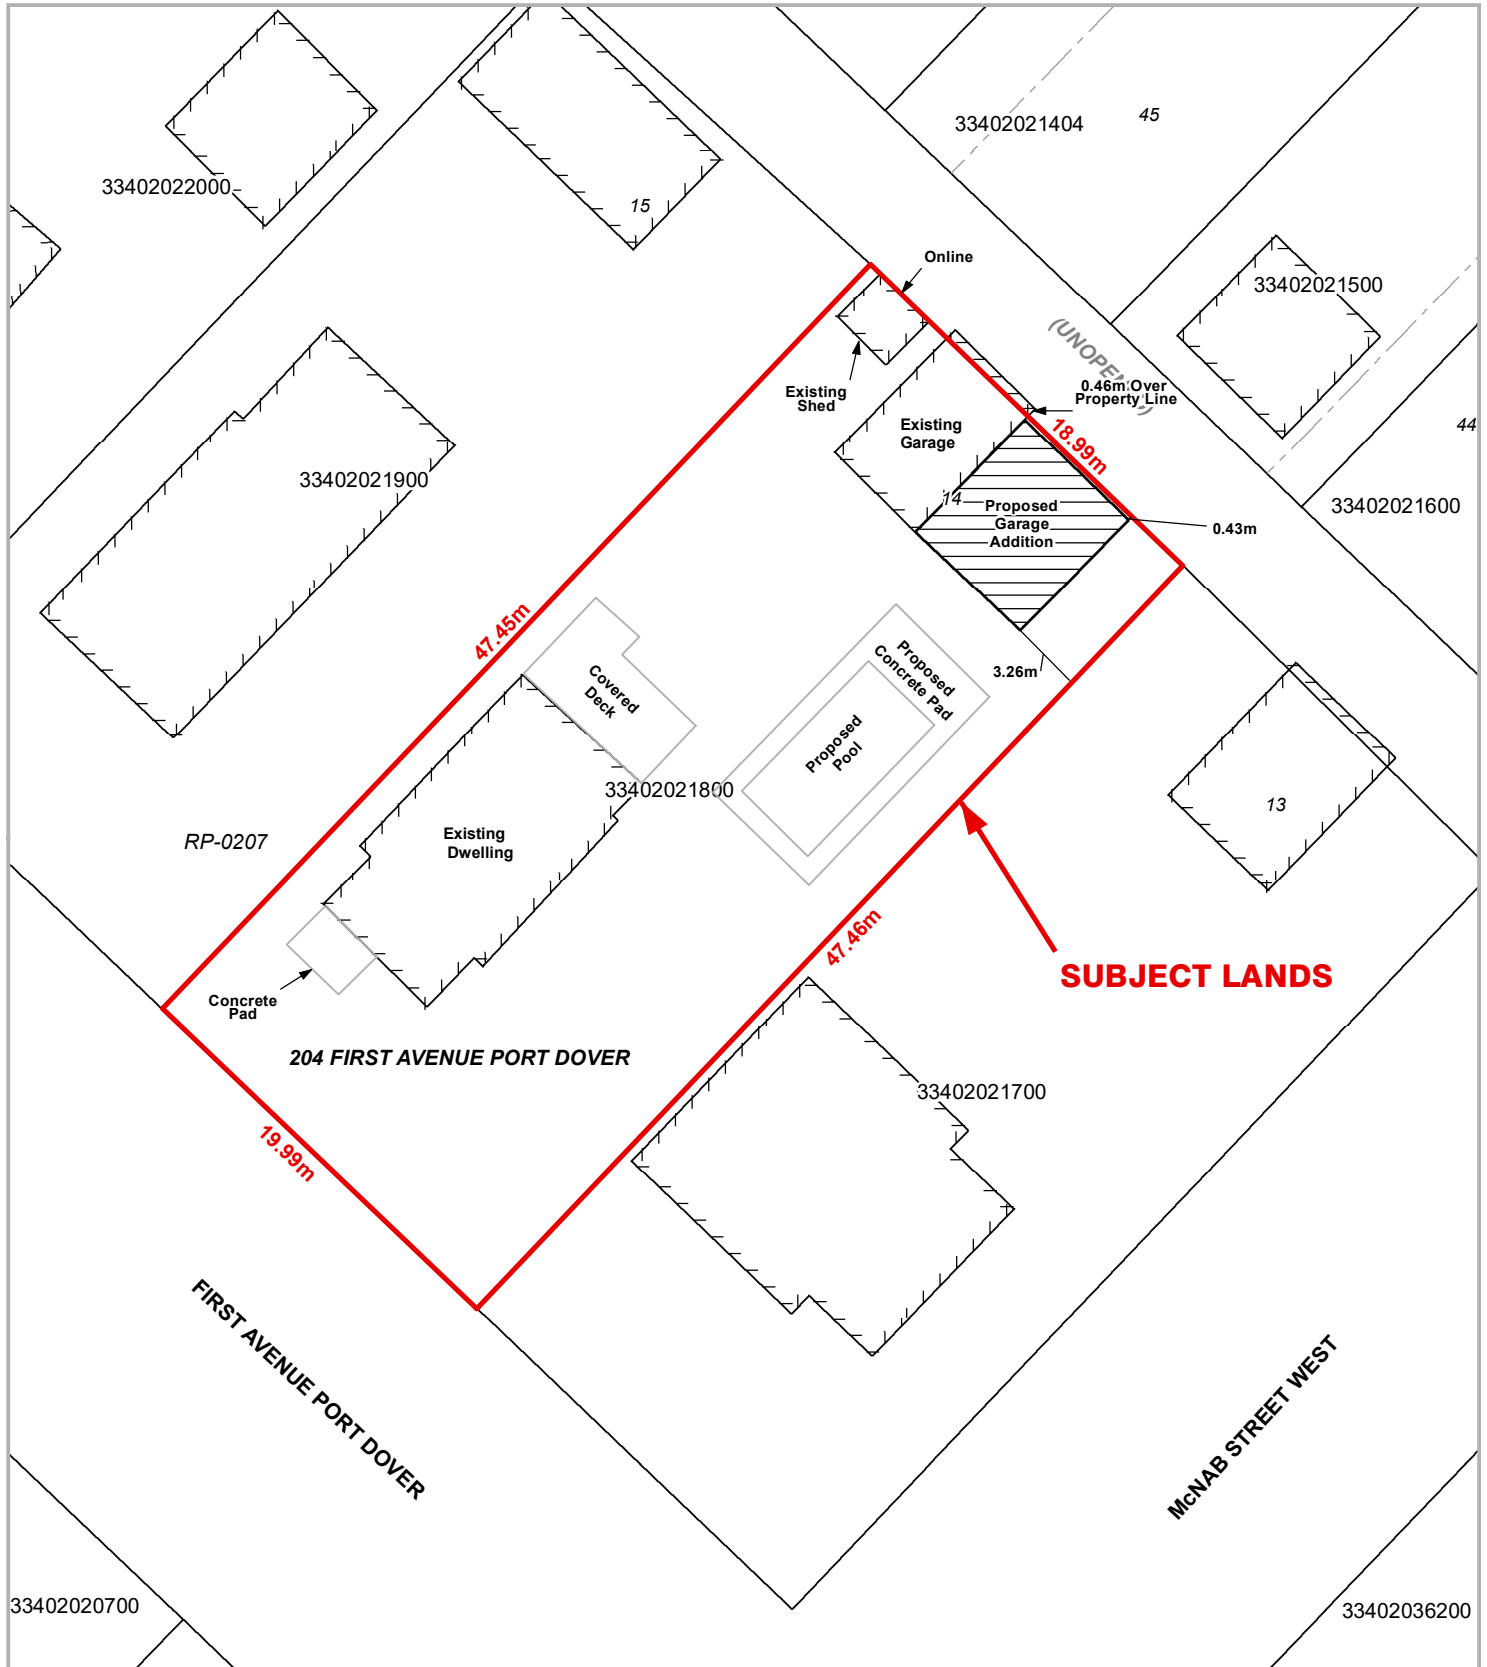 33402021404
45
33402022000
15
Online
33402021500
(UNOPENED)
0.46m Over
Property Line
Existing
Shed
Existing
Garage
18.99m
44
33402021900
14
Proposed
Garage
Addition
33402021600
0.43m
47.45m
Covered
Deck
Proposed
Concrete Pad
3.26m
Proposed
Pool
33402021800
13
RP-0207
Existing
Dwelling
47.46m
SUBJECT LANDS
Concrete
Pad
204 FIRST AVENUE PORT DOVER
33402021700
19.99m
FIRST AVENUE PORT DOVER
McNAB STREET WEST
33402020700
33402036200